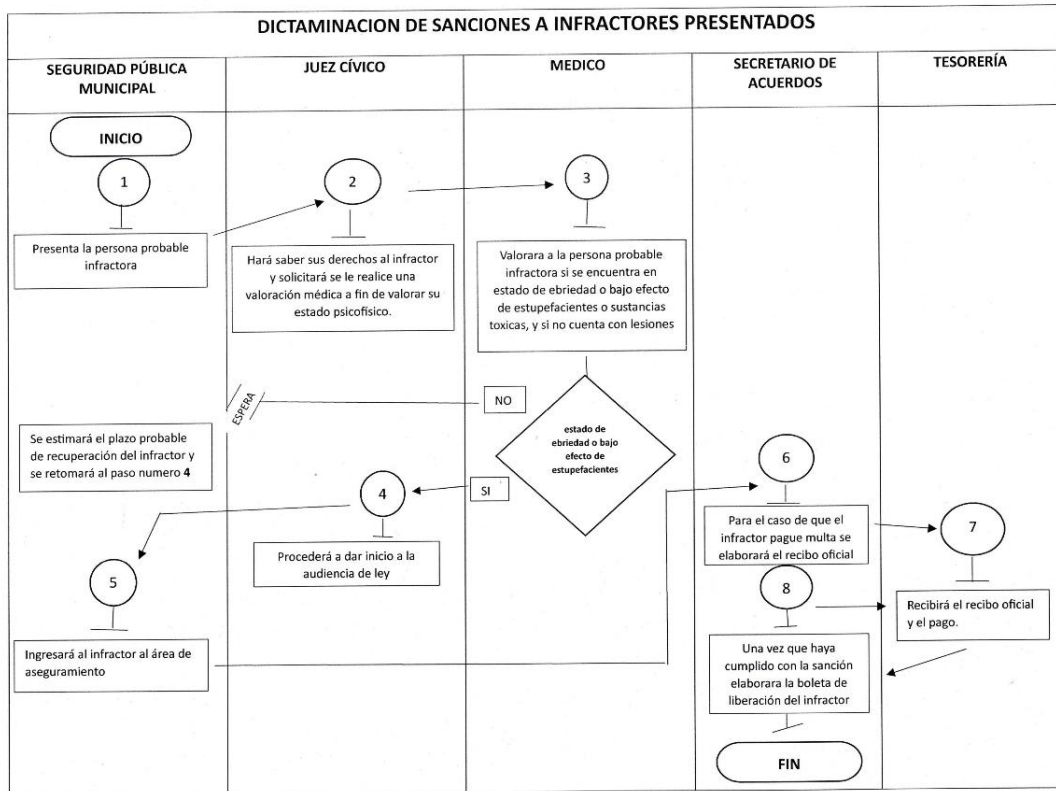 DICTAMINACION DE SANCIONES A INFRACTORES PRESENTADOS
SEGURIDAD PÚBLICA
MUNICIPAL
JUEZ CÍVICO
MEDICO
SECRETARIO DE
ACUERDOS
TESORERÍA
INICIO
1
Presenta la persona probable
infractora
2
Hará saber sus derechos al infractor
y solicitará se le realice una
valoración médica a fin de valorar su
estado psicofísico.
3
Valorara a la persona probable
infractora si se encuentra en
estado de ebriedad o bajo efecto
de estupefacientes o sustancias
toxicas, y si no cuenta con lesiones
estado de
ebriedad o bajo
efecto de
estupefacientes
NO
ESPERA
Se estimará el plazo probable
de recuperación del infractor y
se retomará al paso numero 4
SI
4
Procederá a dar inicio a la
audiencia de ley
5
Ingresará al infractor al área de
aseguramiento
6
Para el caso de que el
infractor pague multa se
elaborará el recibo oficial
7
Recibirá el recibo oficial
y el pago.
8
Una vez que haya
cumplido con la sanción
elaborara la boleta de
liberación del infractor
FIN